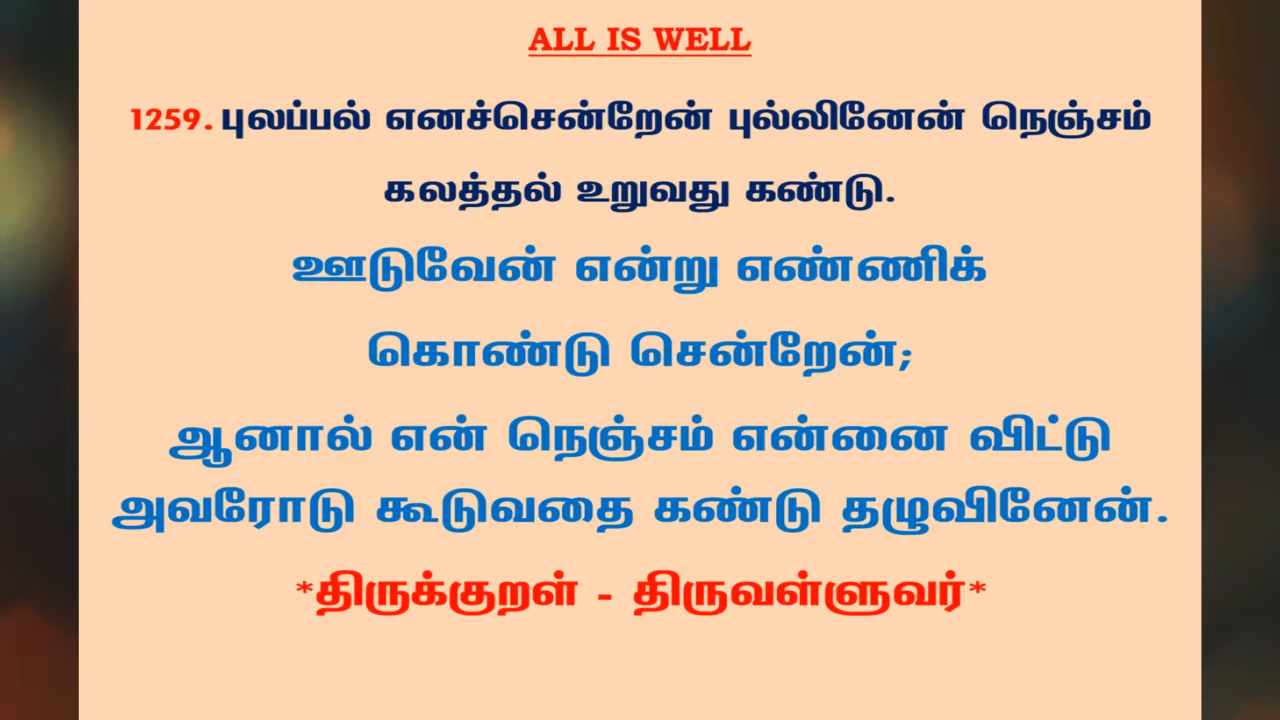 ALL IS WELL
1259. புலப்பல் எனச்சென்றேன் புல்லினேன் நெஞ்சம்
கலத்தல் உறுவது கண்டு.
ஊடுவேன் என்று எண்ணிக்
கொண்டு சென்றேன்;
ஆனால் என் நெஞ்சம் என்னை விட்டு
அவரோடு கூடுவதை கண்டு தழுவினேன்.
*திருக்குறள் - திருவள்ளுவர்*